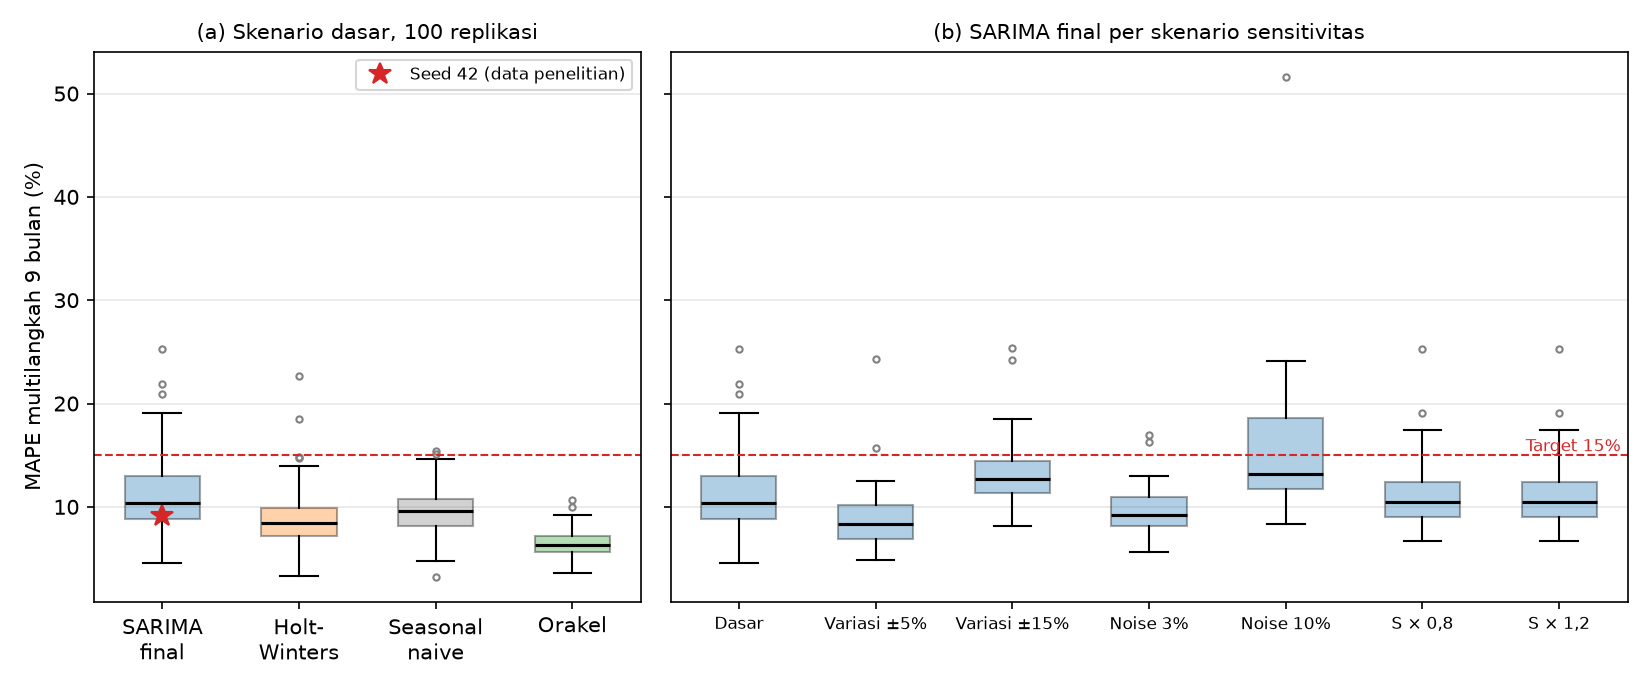 (a) Skenario dasar, 100 replikasi
(b) SARIMA final per skenario sensitivitas
Seed 42 (data penelitian)
MAPE multilangkah 9 bulan (%)
50
40
30
20
10
Target 15%
SARIMA
final
Holt-
Winters
Seasonal
naive
Orakel
Dasar
Variasi ±5%
Variasi ±15%
Noise 3%
Noise 10%
S × 0,8
S × 1,2